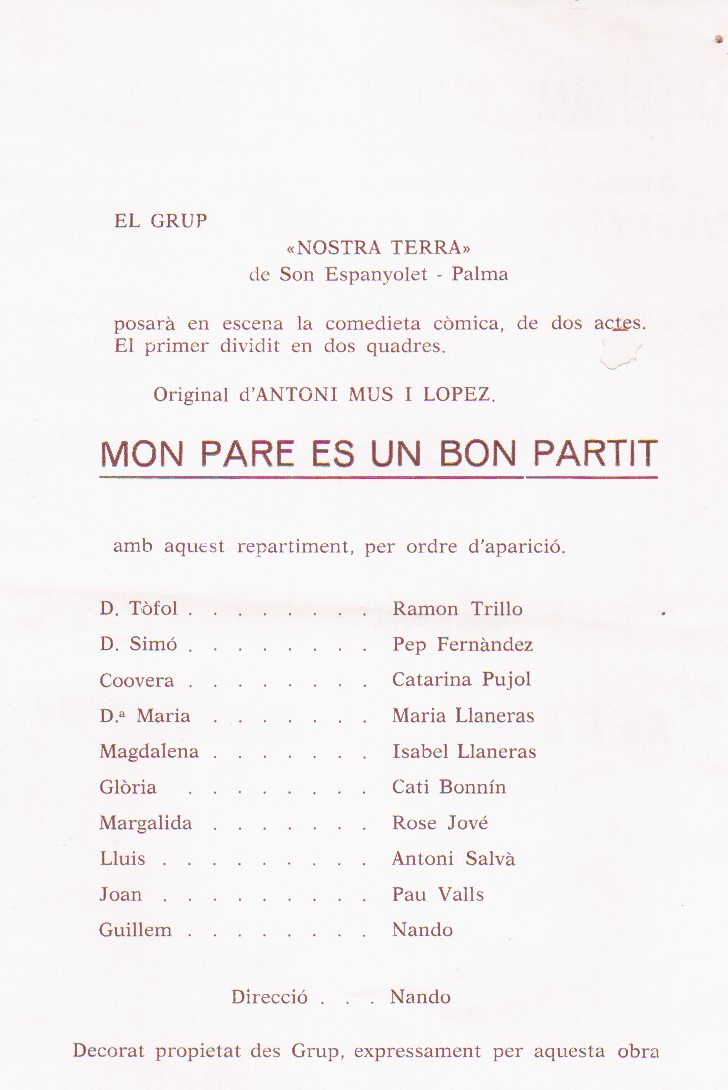 EL GRUP
«NOSTRA TERRA»
de Son Espanyolet - Palma
posarà en escena la comedieta còmica, de dos actes.
El primer dividit en dos quadres.
Original d'ANTONI MUS I LOPEZ.
MON PARE ES UN BON PARTIT
amb aquest repartiment, per ordre d'aparició.
D. Tòfol . . . . . . . . Ramon Trillo
D. Simó . . . . . . . . Pep Fernàndez
Coovera . . . . . . . . Catarina Pujol
D.ª Maria . . . . . . . Maria Llaneras
Magdalena . . . . . . . Isabel Llaneras
Glòria . . . . . . . . Cati Bonnín
Margalida . . . . . . . Rose Jové
Lluis . . . . . . . . . Antoni Salvà
Joan . . . . . . . . . Pau Valls
Guillem . . . . . . . . Nando
Direcció . . . Nando
Decorat propietat des Grup, expressament per aquesta obra